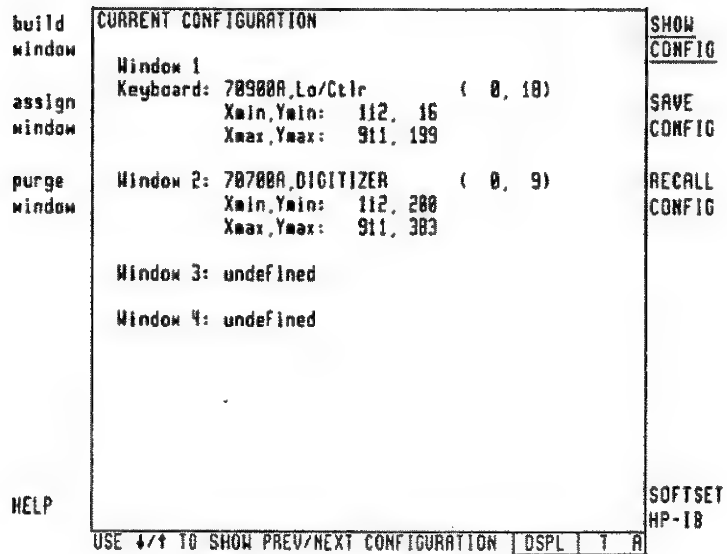 build
window
assign
window
purge
window
HELP
CURRENT CONFIGURATION
Window 1
Keyboard: 70900A,Lo/Ctlr ( 0, 18)
Xmin,Ymin: 112, 16
Xmax,Ymax: 911, 199
Window 2: 70700A,DIGITIZER ( 0, 9)
Xmin,Ymin: 112, 200
Xmax,Ymax: 911, 383
Window 3: undefined
Window 4: undefined
USE ↓/↑ TO SHOW PREV/NEXT CONFIGURATION DSPL T A
SHOW
CONFIG
SAVE
CONFIG
RECALL
CONFIG
SOFTSET
HP-IB